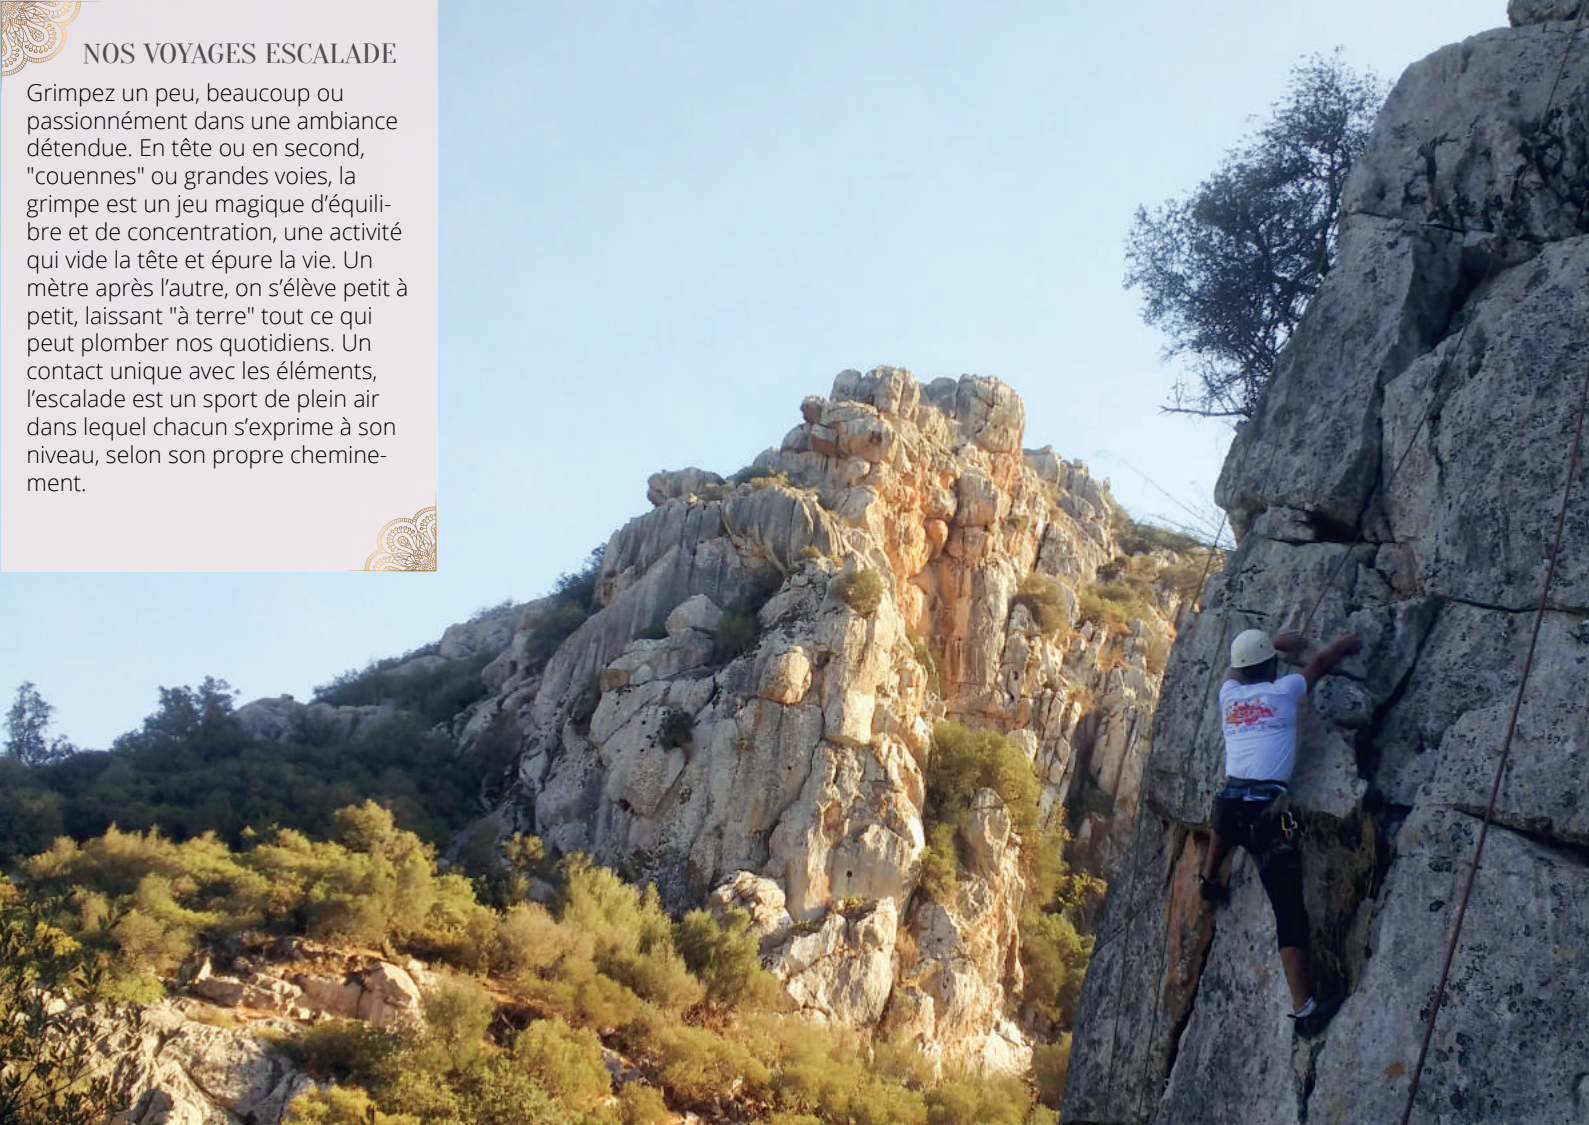 NOS VOYAGES ESCALADE
Grimpez un peu, beaucoup ou
passionnément dans une ambiance
détendue. En tête ou en second,
"couennes" ou grandes voies, la
grimpe est un jeu magique d’équili-
bre et de concentration, une activité
qui vide la tête et épure la vie. Un
mètre après l’autre, on s’élève petit à
petit, laissant "à terre" tout ce qui
peut plomber nos quotidiens. Un
contact unique avec les éléments,
l’escalade est un sport de plein air
dans lequel chacun s’exprime à son
niveau, selon son propre chemine-
ment.